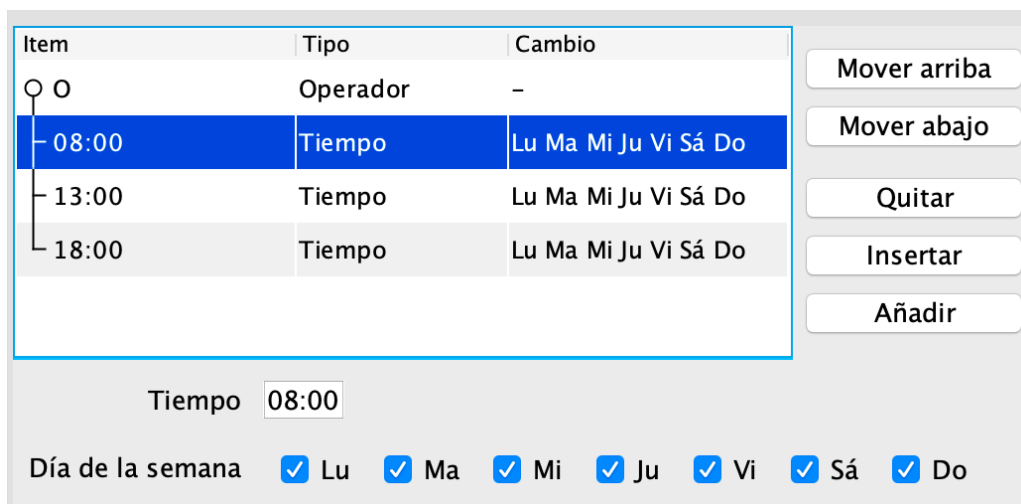 Item Tipo Cambio
O Operador -
08:00 Tiempo Lu Ma Mi Ju Vi Sá Do
13:00 Tiempo Lu Ma Mi Ju Vi Sá Do
18:00 Tiempo Lu Ma Mi Ju Vi Sá Do
Mover arriba
Mover abajo
Quitar
Insertar
Añadir
Tiempo 08:00
Día de la semana Lu Ma Mi Ju Vi Sá Do